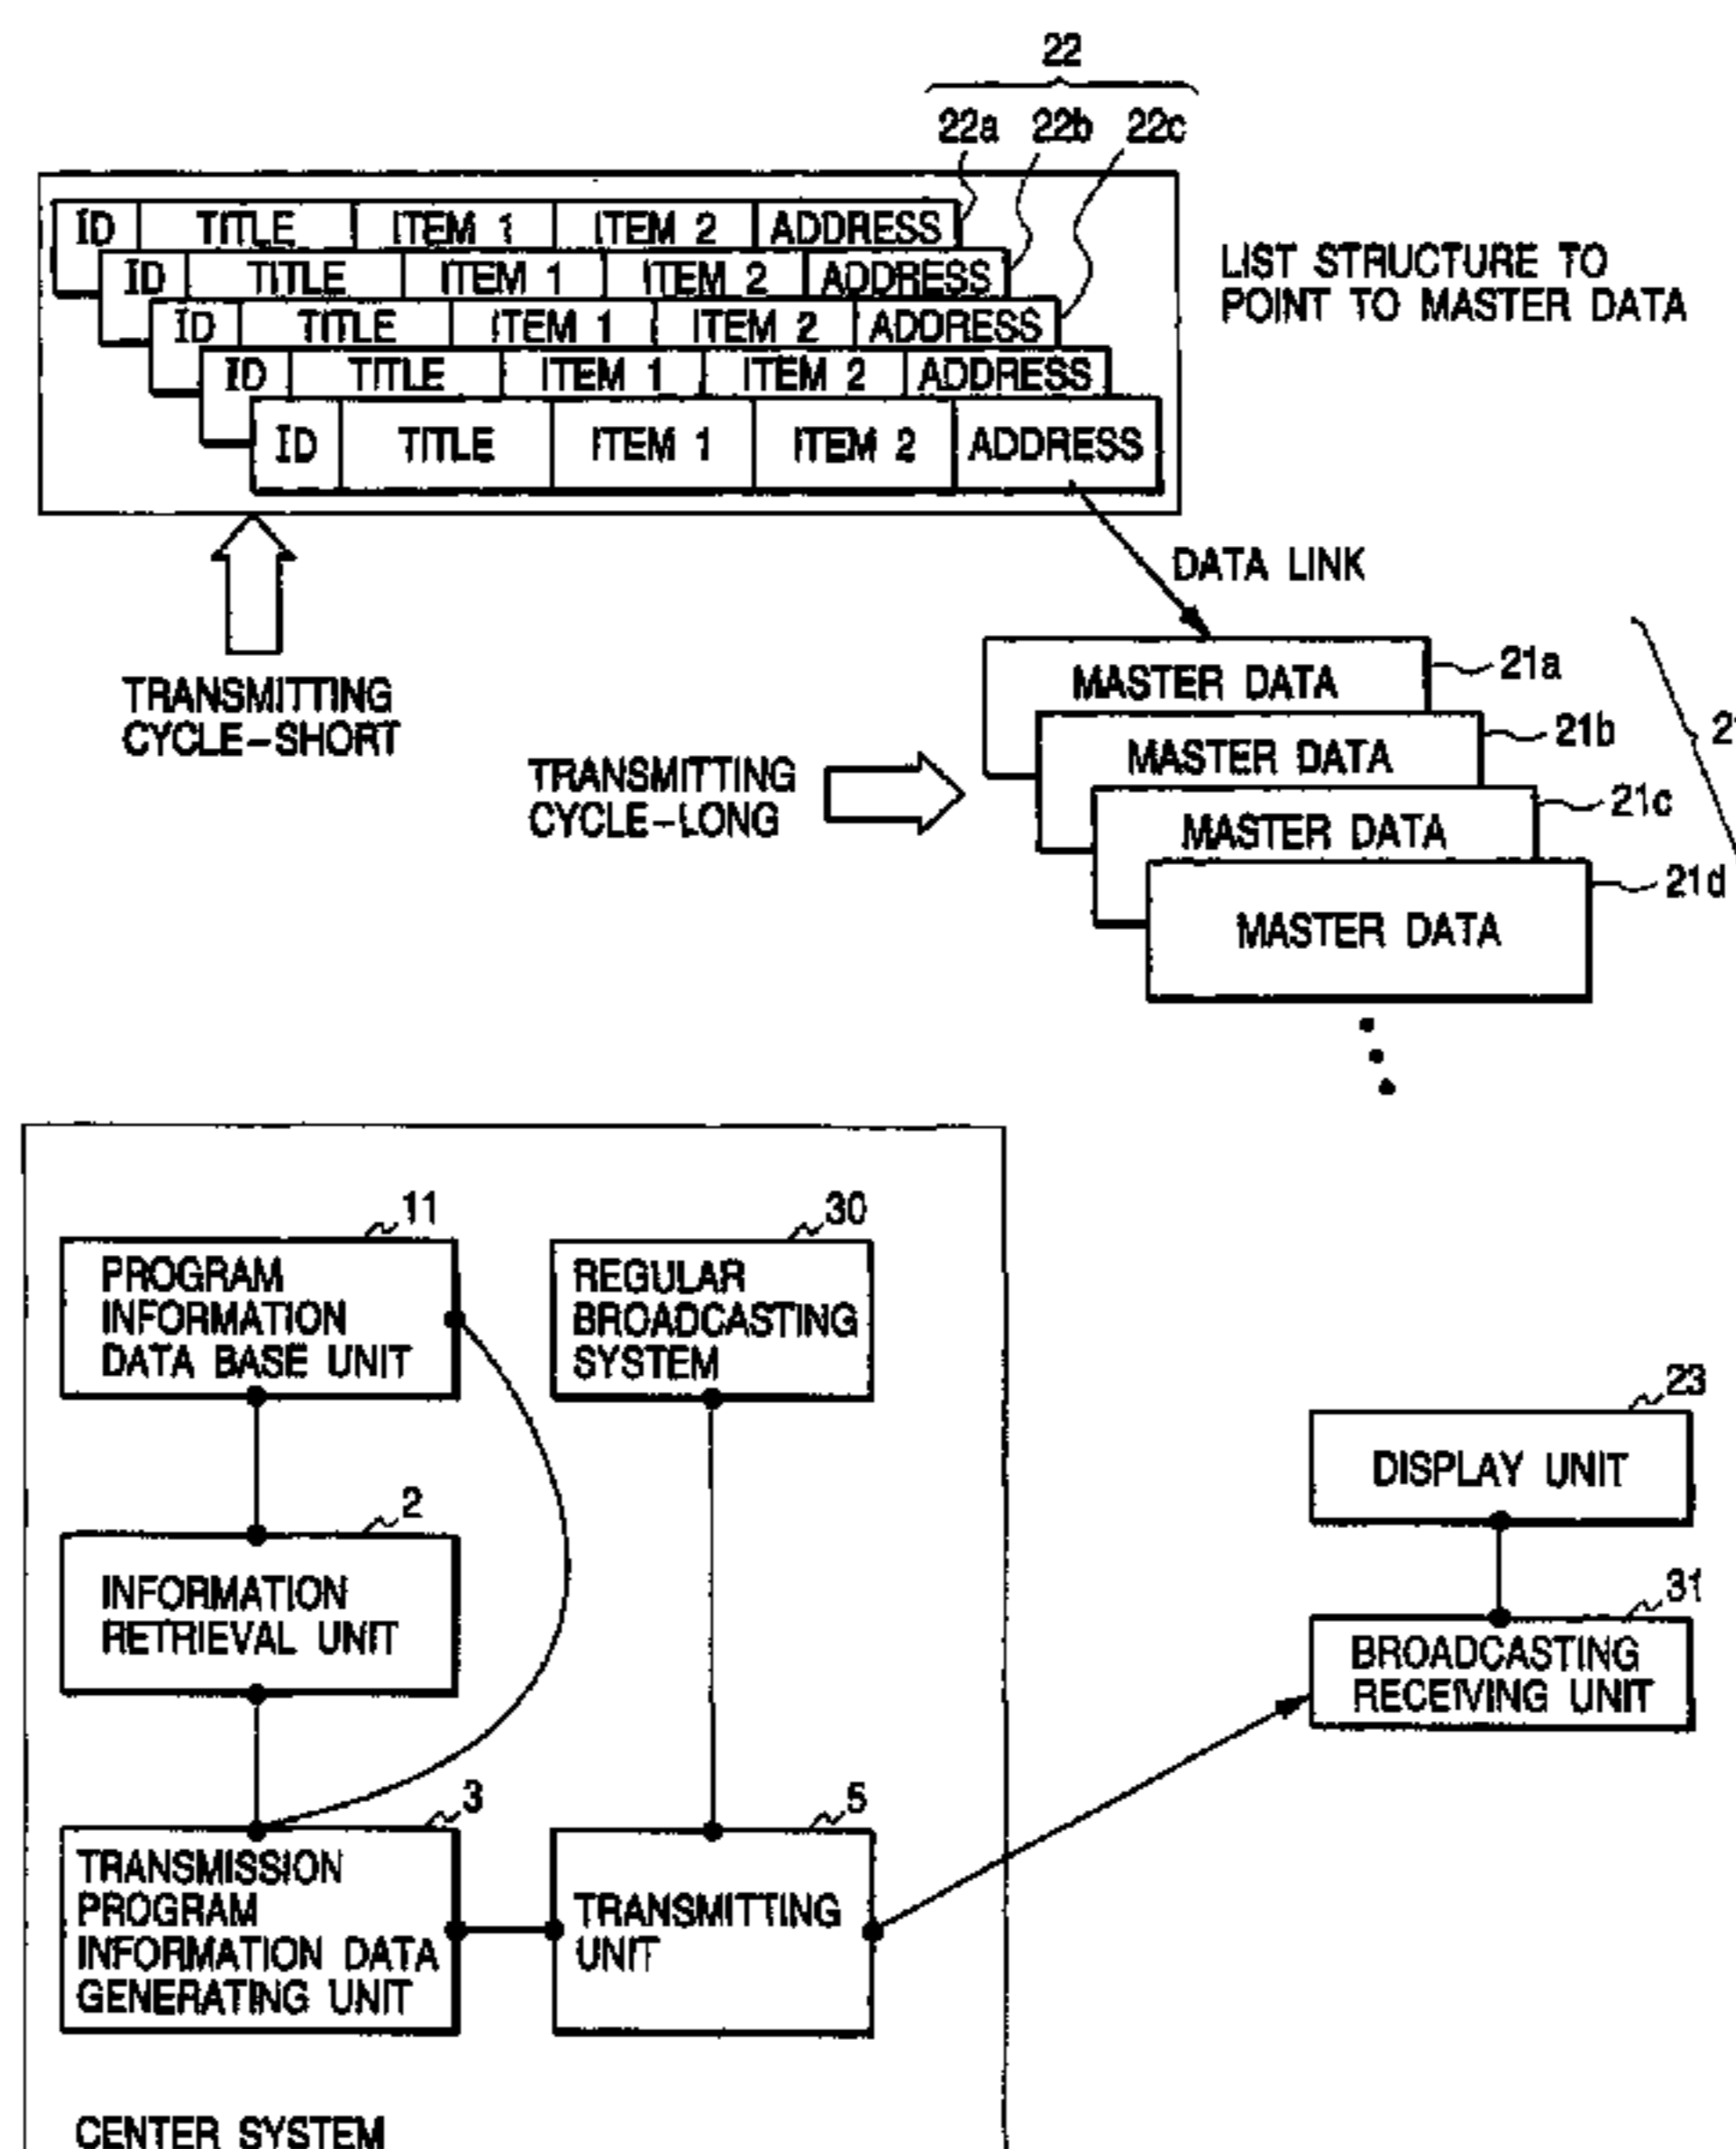 22
22a 22b 22c
ID TITLE ITEM 1 ITEM 2 ADDRESS
ID TITLE ITEM 1 ITEM 2 ADDRESS
ID TITLE ITEM 1 ITEM 2 ADDRESS
ID TITLE ITEM 1 ITEM 2 ADDRESS
ID TITLE ITEM 1 ITEM 2 ADDRESS
LIST STRUCTURE TO
POINT TO MASTER DATA
DATA LINK
TRANSMITTING
CYCLE-SHORT
TRANSMITTING
CYCLE-LONG
MASTER DATA 21a
MASTER DATA 21b
MASTER DATA 21c
MASTER DATA 21d
11
PROGRAM
INFORMATION
DATA BASE UNIT
30
REGULAR
BROADCASTING
SYSTEM
23
DISPLAY UNIT
2
INFORMATION
RETRIEVAL UNIT
31
BROADCASTING
RECEIVING UNIT
3
TRANSMISSION
PROGRAM
INFORMATION DATA
GENERATING UNIT
5
TRANSMITTING
UNIT
CENTER SYSTEM